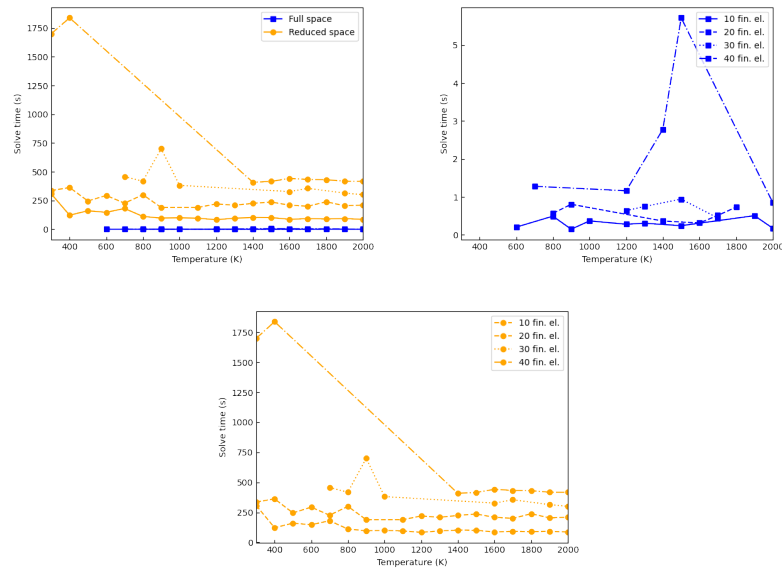 Full space
Reduced space
1750
1500
1250
1000
750
500
250
0
Solve time (s)
400 600 800 1000 1200 1400 1600 1800 2000
Temperature (K)
10 fin. el.
20 fin. el.
30 fin. el.
40 fin. el.
5
4
3
2
1
0
Solve time (s)
400 600 800 1000 1200 1400 1600 1800 2000
Temperature (K)
10 fin. el.
20 fin. el.
30 fin. el.
40 fin. el.
1750
1500
1250
1000
750
500
250
0
Solve time (s)
400 600 800 1000 1200 1400 1600 1800 2000
Temperature (K)